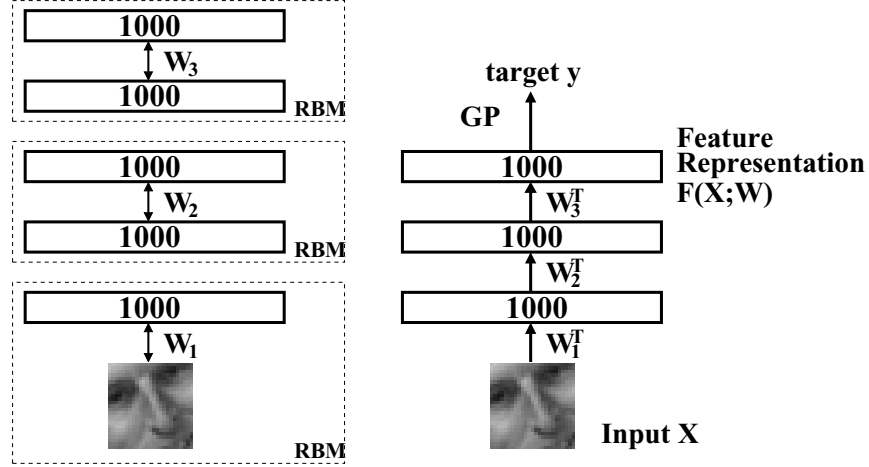 1000
W3
1000
RBM
1000
W2
1000
RBM
1000
W1
RBM
target y
GP
1000
W3T
1000
W2T
1000
W1T
Feature
Representation
F(X;W)
Input X